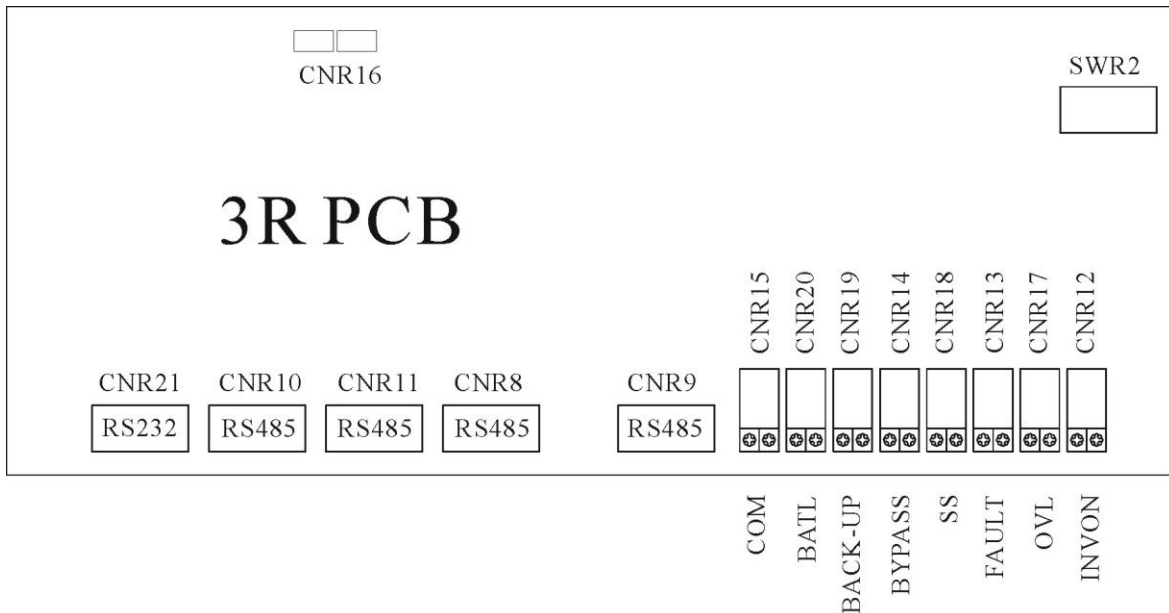 CNR16
SWR2
3R PCB
CNR15
CNR20
CNR19
CNR14
CNR18
CNR13
CNR17
CNR12
CNR21
CNR10
CNR11
CNR8
CNR9
RS232
RS485
RS485
RS485
RS485
COM
BATL
BACK-UP
BYPASS
SS
FAULT
OVL
INVON